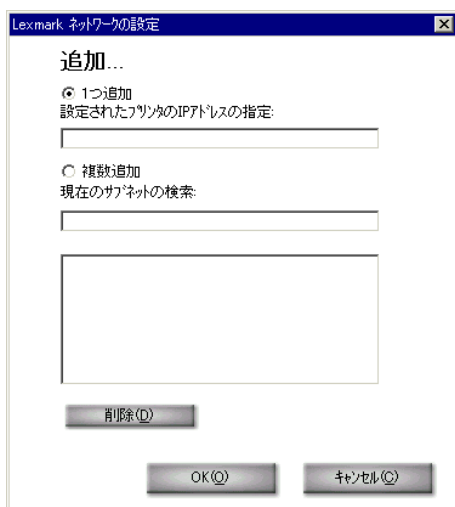 Lexmark ﾈｯﾄﾜｰｸの設定
追加...
1つ追加
設定されたﾌﾟﾘﾝﾀのIPｱﾄﾞﾚｽの指定:
複数追加
現在のｻﾌﾞﾈｯﾄの検索:
削除(D)
OK(O)
ｷｬﾝｾﾙ(C)